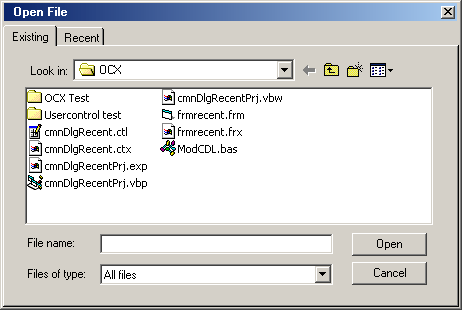 Open File
Existing Recent
Look in: OCX
OCX Test
Usercontrol test
cmnDlgRecent.ctl
cmnDlgRecent.ctx
cmnDlgRecentPrj.exp
cmnDlgRecentPrj.vbp
cmnDlgRecentPrj.vbw
frmrecent.frm
frmrecent.frx
ModCDL.bas
File name: Open
Files of type: All files Cancel